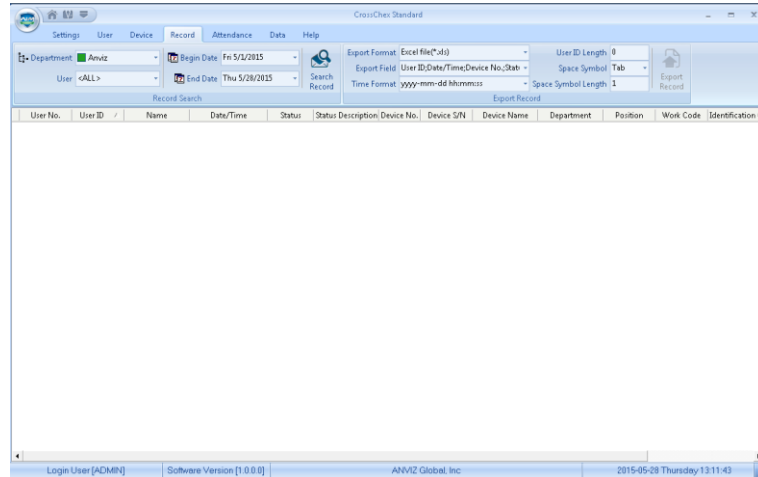 CrossChex Standard
Settings User Device Record Attendance Data Help
Department Anviz Begin Date Fri 5/1/2015 Export Format Excel file(*.xls) User ID Length 0
Export Field User ID;Date/Time;Device No.;Stati Space Symbol Tab
User <ALL> End Date Thu 5/28/2015 Search Record Time Format yyyy-mm-dd hh:mm:ss Space Symbol Length 1 Export Record
Record Search Export Record
User No. User ID Name Date/Time Status Status Description Device No. Device S/N Device Name Department Position Work Code Identification
Login User [ADMIN] Software Version [1.0.0.0] ANVIZ Global, Inc 2015-05-28 Thursday 13:11:43